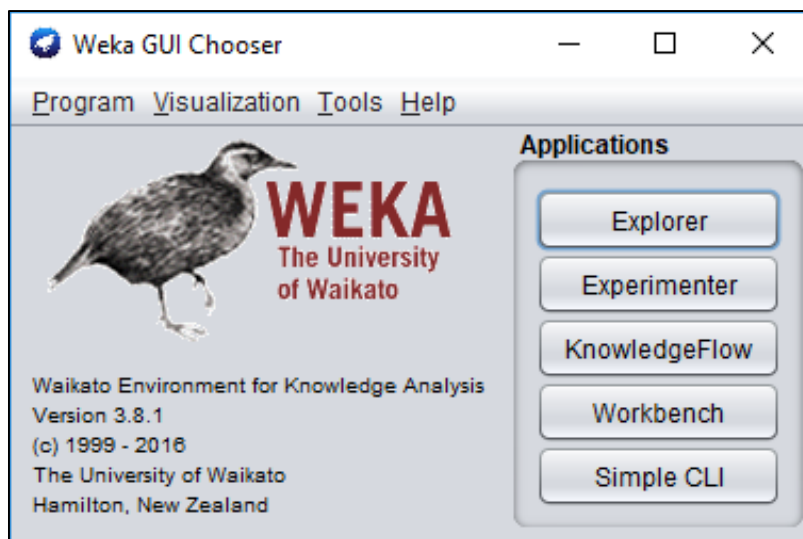 Weka GUI Chooser
Program Visualization Tools Help
WEKA
The University
of Waikato
Waikato Environment for Knowledge Analysis
Version 3.8.1
(c) 1999 - 2016
The University of Waikato
Hamilton, New Zealand
Applications
Explorer
Experimenter
KnowledgeFlow
Workbench
Simple CLI